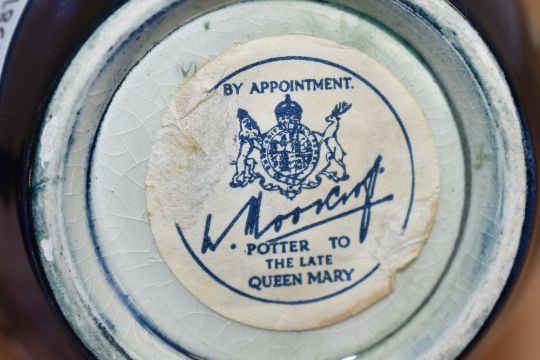 BY APPOINTMENT.
W. Moorcroft
POTTER TO
THE LATE
QUEEN MARY